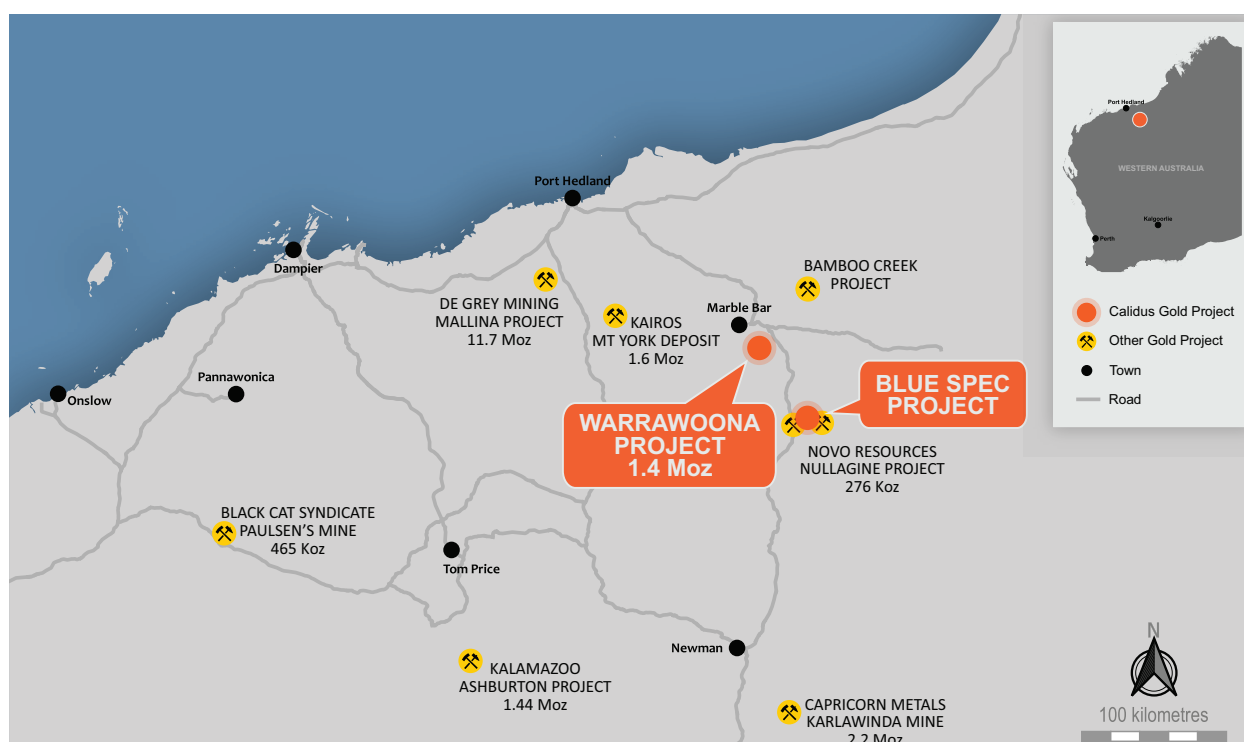 Port Hedland
Dampier
DE GREY MINING
MALLINA PROJECT
11.7 Moz
KAIROS
MT YORK DEPOSIT
1.6 Moz
Marble Bar
BAMBOO CREEK
PROJECT
Onslow
Pannawonica
WARRAWOONA
PROJECT
1.4 Moz
BLUE SPEC
PROJECT
NOVO RESOURCES
NULLAGINE PROJECT
276 Koz
BLACK CAT SYNDICATE
PAULSEN'S MINE
465 Koz
Tom Price
Newman
KALAMAZOO
ASHBURTON PROJECT
1.44 Moz
CAPRICORN METALS
KARLAWINDA MINE
2.2 Moz
Port Hedland
WESTERN AUSTRALIA
Kalgoorlie
Perth
Calidus Gold Project
Other Gold Project
Town
Road
N
100 kilometres